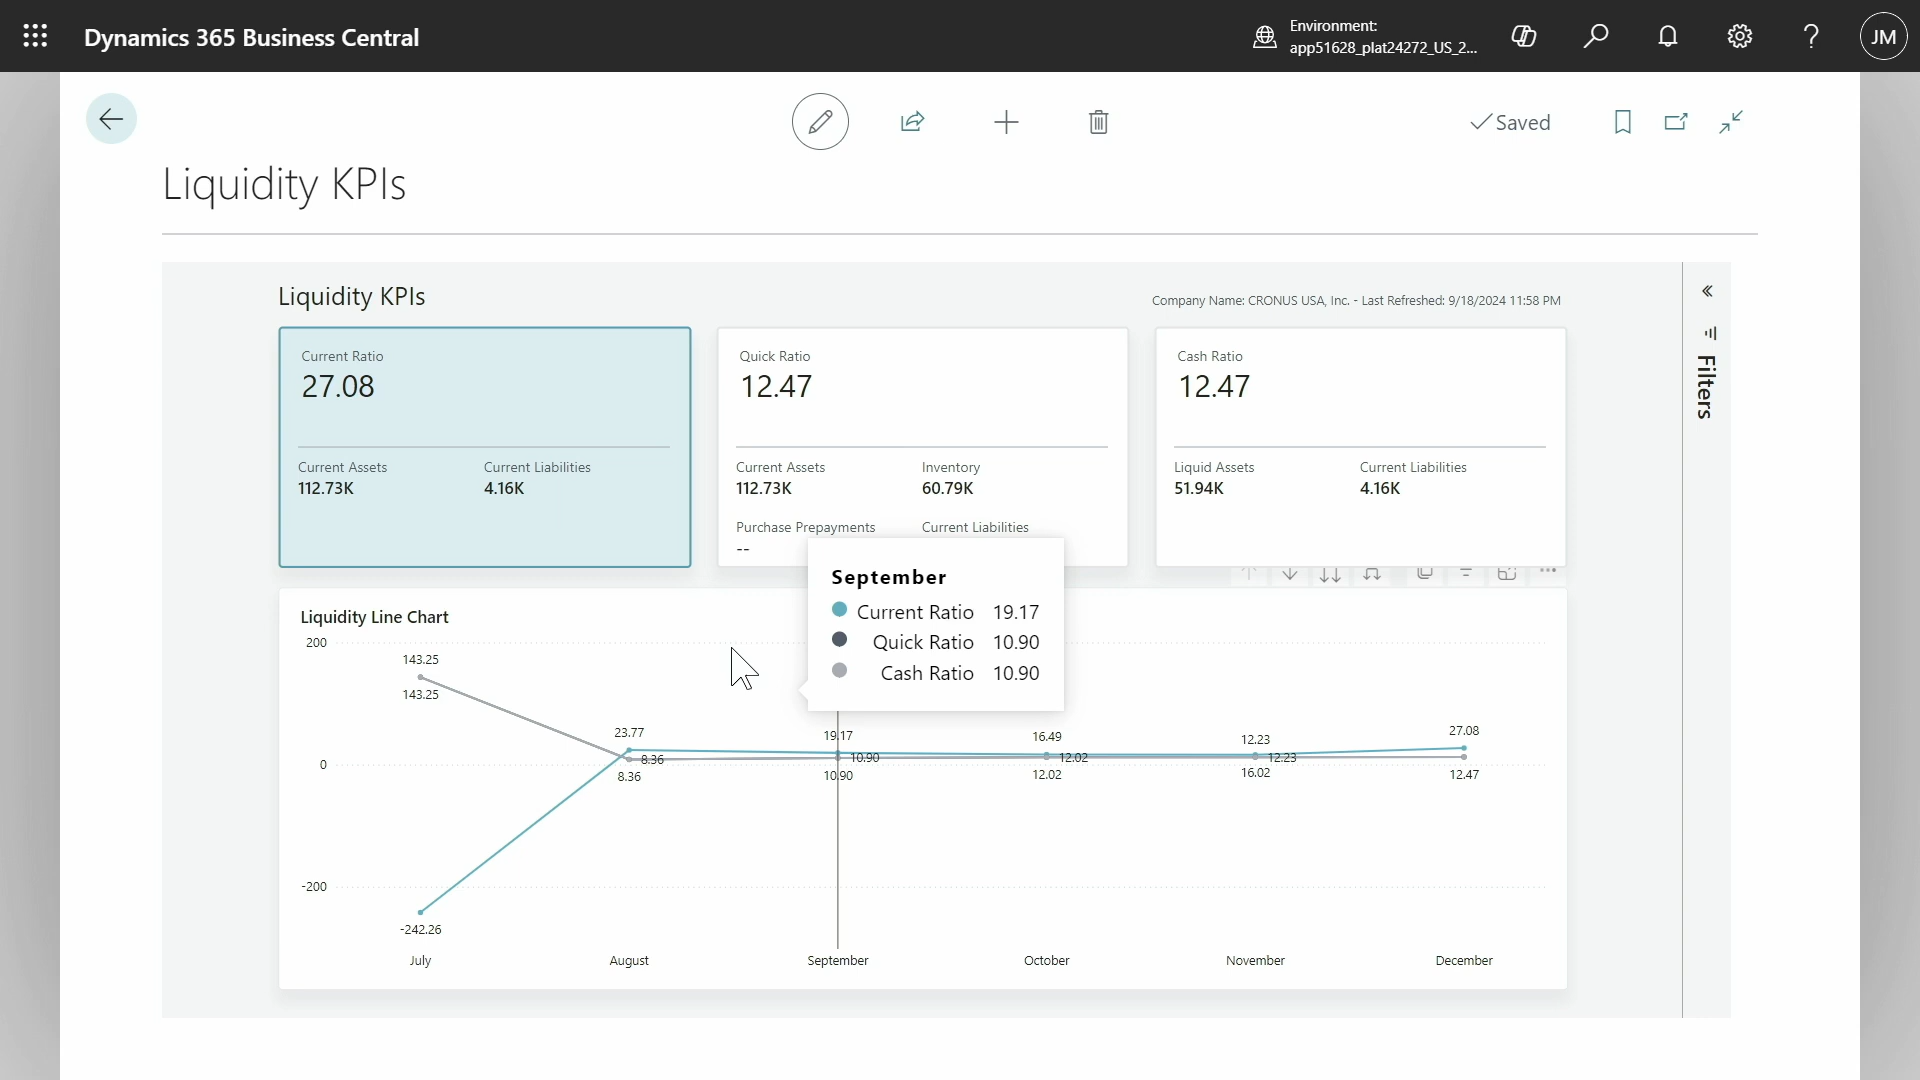 Dynamics 365 Business Central
Environment:
app51628_plat24272_US_2...
JM
Saved
Liquidity KPIs
Liquidity KPIs
Company Name: CRONUS USA, Inc. - Last Refreshed: 9/18/2024 11:58 PM
Filters
Current Ratio
27.08
Current Assets
Current Liabilities
112.73K
4.16K
Quick Ratio
12.47
Current Assets
Inventory
112.73K
60.79K
Purchase Prepayments
Current Liabilities
--
Cash Ratio
12.47
Liquid Assets
Current Liabilities
51.94K
4.16K
September
Current Ratio 19.17
Quick Ratio 10.90
Cash Ratio 10.90
Liquidity Line Chart
200
0
-200
143.25
143.25
-242.26
23.77
8.36
8.36
19.17
10.90
10.90
16.49
12.02
12.02
12.23
12.23
16.02
27.08
12.47
July
August
September
October
November
December